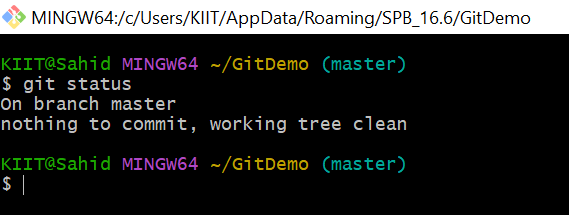 MINGW64:/c/Users/KIIT/AppData/Roaming/SPB_16.6/GitDemo
KIIT@Sahid MINGW64 ~/GitDemo (master)
$ git status
On branch master
nothing to commit, working tree clean
KIIT@Sahid MINGW64 ~/GitDemo (master)
$